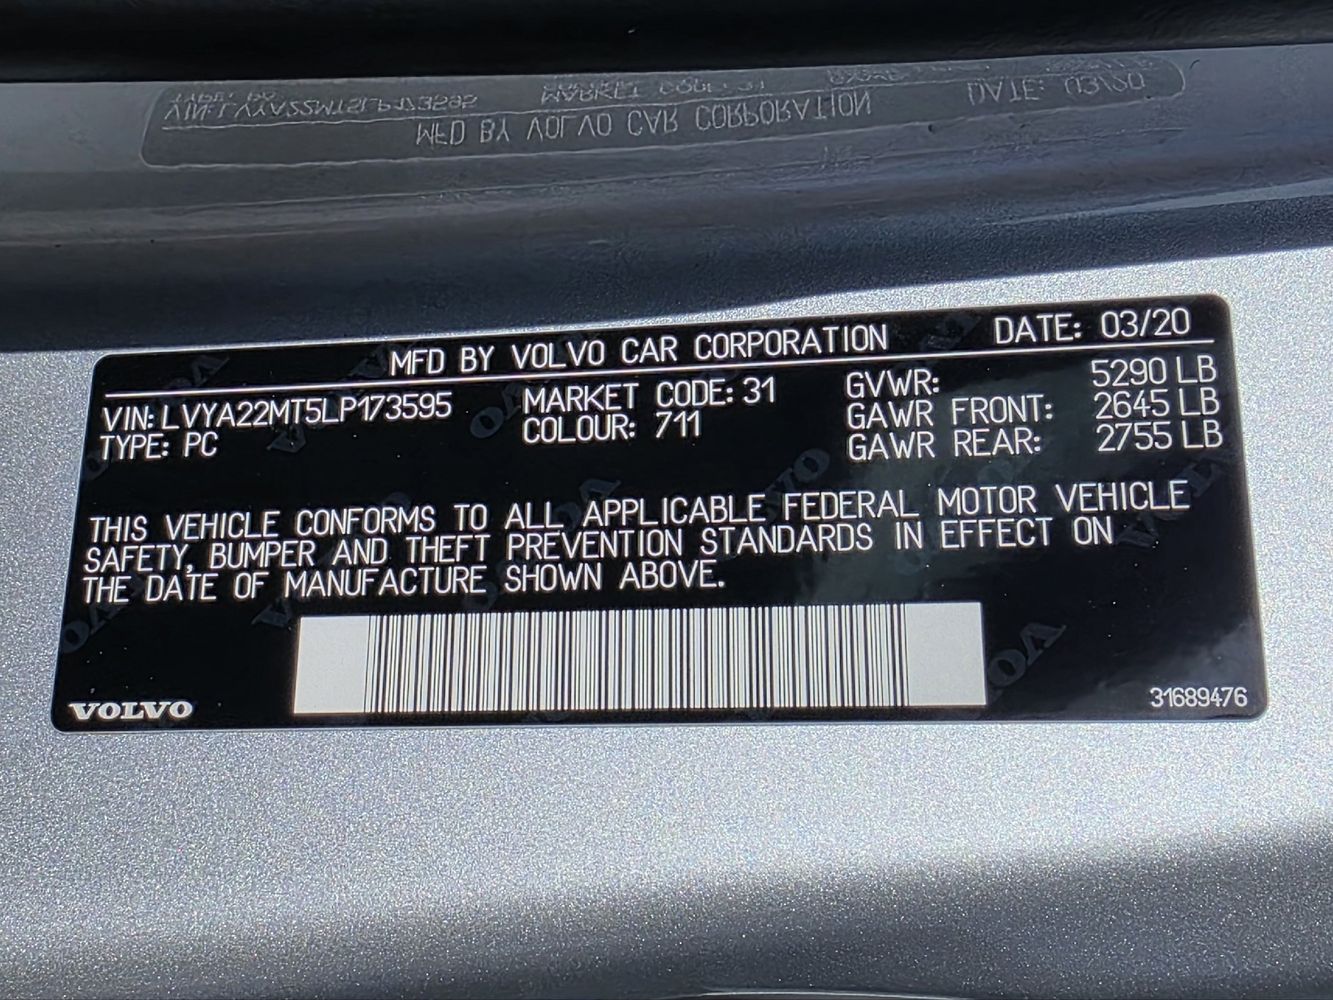 MFD BY VOLVO CAR CORPORATION DATE: 03/20
VIN: LVYA22MT5LP173595 MARKET CODE: 31 GVWR: 5290 LB
TYPE: PC COLOUR: 711 GAWR FRONT: 2645 LB
GAWR REAR: 2755 LB
THIS VEHICLE CONFORMS TO ALL APPLICABLE FEDERAL MOTOR VEHICLE
SAFETY, BUMPER AND THEFT PREVENTION STANDARDS IN EFFECT ON
THE DATE OF MANUFACTURE SHOWN ABOVE.
VOLVO 31689476